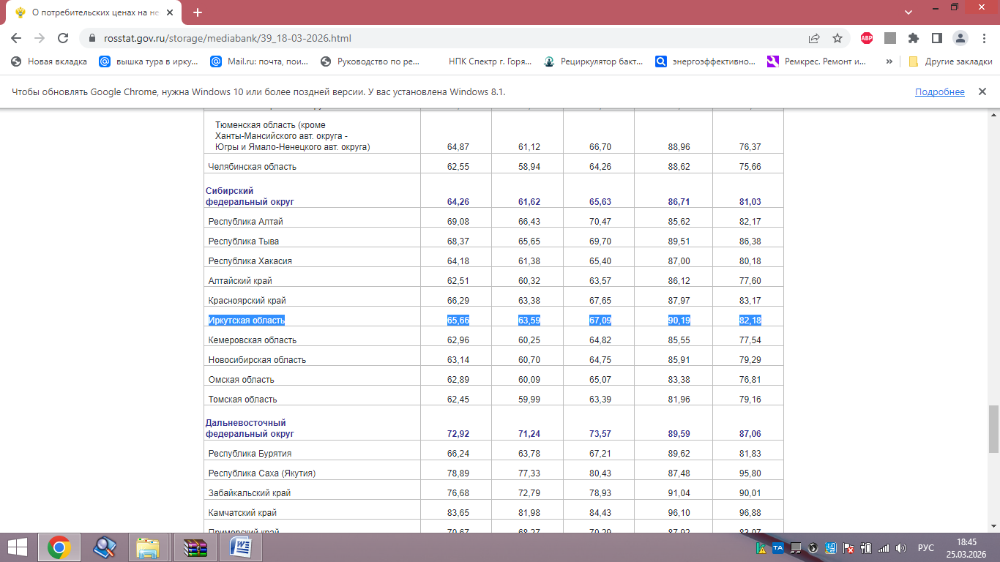 О потребительских ценах на не
rosstat.gov.ru/storage/mediabank/39_18-03-2026.html
ABP
Новая вкладка вышка тура в ирку... Mail.ru: почта, пои... Руководство по ре... НПК Спектр г. Горя... Рециркулятор бакт... энергоэффективно... Ремкрес. Ремонт и... » Другие закладки
Чтобы обновлять Google Chrome, нужна Windows 10 или более поздней версии. У вас установлена Windows 8.1. Подробнее
Тюменская область (кроме
Ханты-Мансийского авт. округа -
Югры и Ямало-Ненецкого авт. округа) 64,87 61,12 66,70 88,96 76,37
Челябинская область 62,55 58,94 64,26 88,62 75,66
Сибирский
федеральный округ 64,26 61,62 65,63 86,71 81,03
Республика Алтай 69,08 66,43 70,47 85,62 82,17
Республика Тыва 68,37 65,65 69,70 89,51 86,38
Республика Хакасия 64,18 61,38 65,40 87,00 80,18
Алтайский край 62,51 60,32 63,57 86,12 77,60
Красноярский край 66,29 63,38 67,65 87,97 83,17
Иркутская область 65,66 63,59 67,09 90,19 82,18
Кемеровская область 62,96 60,25 64,82 85,55 77,54
Новосибирская область 63,14 60,70 64,75 85,91 79,29
Омская область 62,89 60,09 65,07 83,38 76,81
Томская область 62,45 59,99 63,39 81,96 79,16
Дальневосточный
федеральный округ 72,92 71,24 73,57 89,59 87,06
Республика Бурятия 66,24 63,78 67,21 89,62 81,83
Республика Саха (Якутия) 78,89 77,33 80,43 87,48 95,80
Забайкальский край 76,68 72,79 78,93 91,04 90,01
Камчатский край 83,65 81,98 84,43 96,10 96,88
Приморский край 70,67 68,27 70,29 87,92 83,07
TA РУС 18:45
25.03.2026